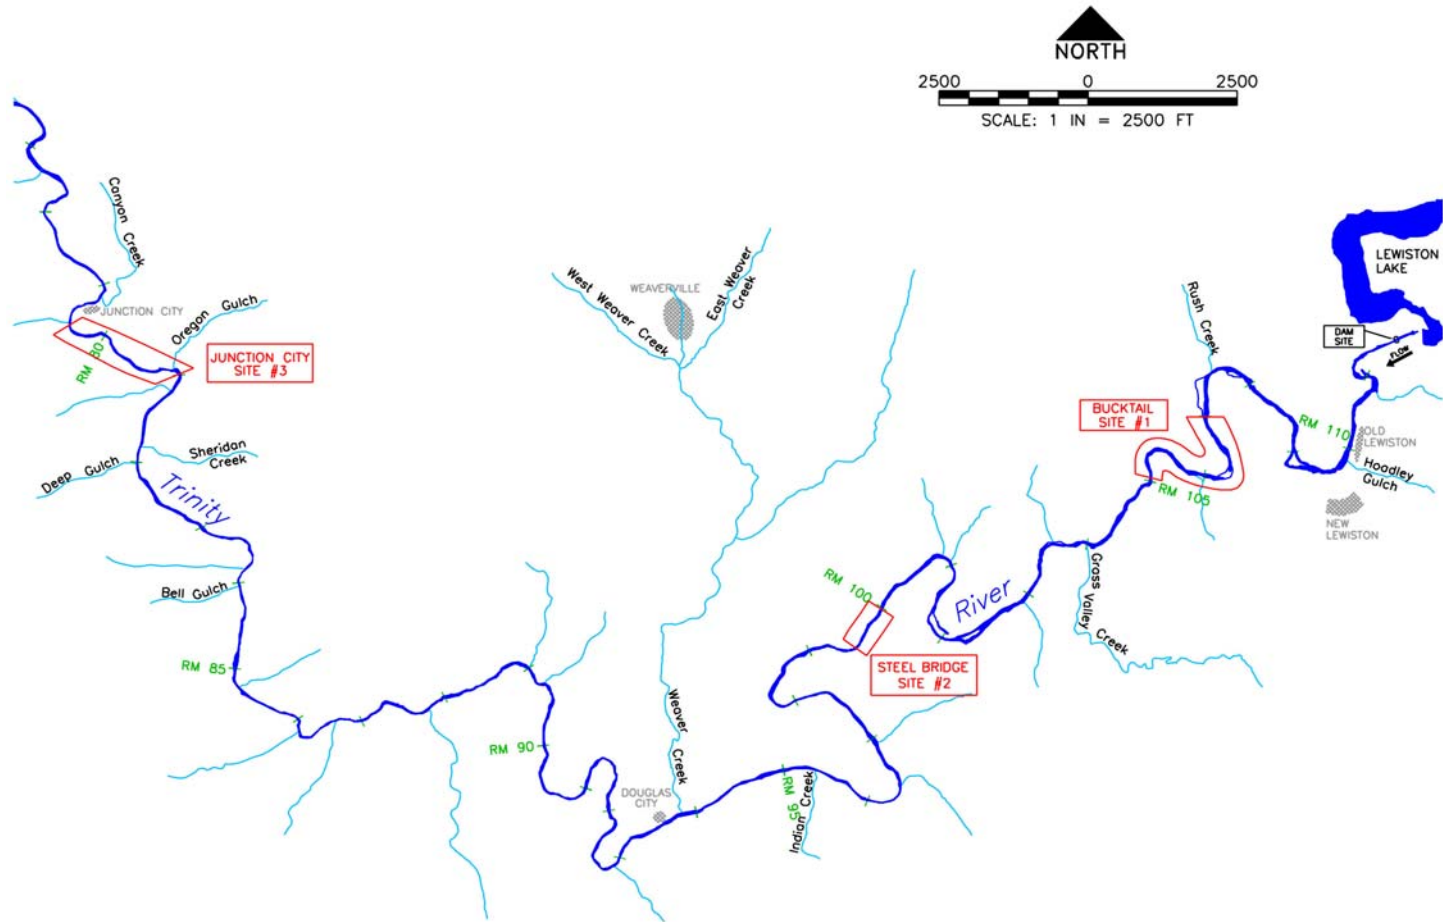 NORTH
2500 0 2500
SCALE: 1 IN = 2500 FT
Canyon Creek
JUNCTION CITY
Oregon Gulch
RM 80
JUNCTION CITY
SITE #3
Sheridan
Creek
Deep Gulch
Trinity
Bell Gulch
RM 85
West Weaver Creek
WEAVERVILLE
East Weaver
Creek
Weaver Creek
RM 90
DOUGLAS
CITY
RM 95
Indian Creek
RM 100
STEEL BRIDGE
SITE #2
River
Grass Valley Creek
Rush Creek
BUCKTAIL
SITE #1
RM 105
RM 110
OLD
LEWISTON
Hoadley
Gulch
NEW
LEWISTON
LEWISTON
LAKE
DAM
SITE
FLOW